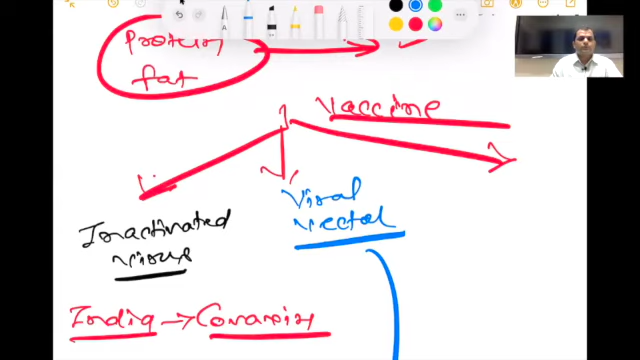 Protein,
fat
Vaccine
Inactivated
Virus
Viral
Vector
India → Covaxin